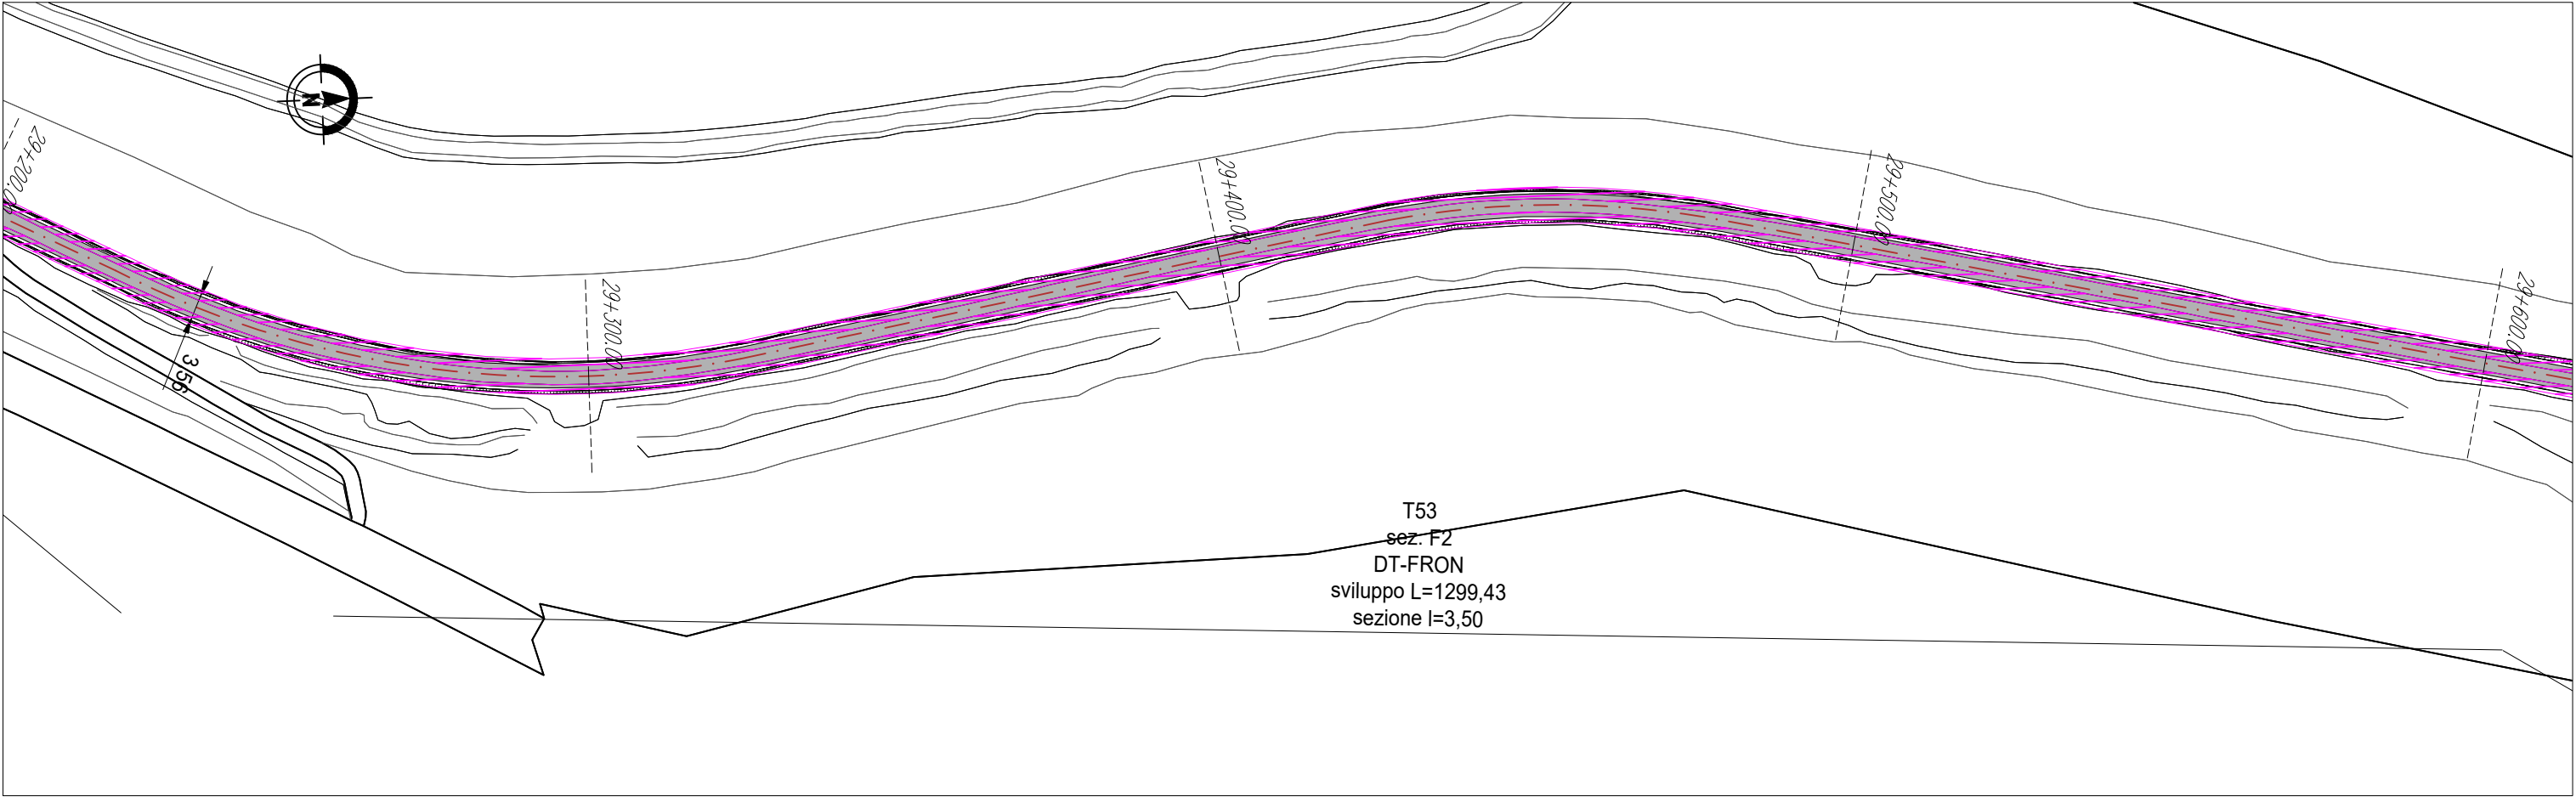 N
29+200.00
29+300.00
29+400.00
29+500.00
29+600.00
3.56
T53
sez. F2
DT-FRON
sviluppo L=1299,43
sezione l=3,50